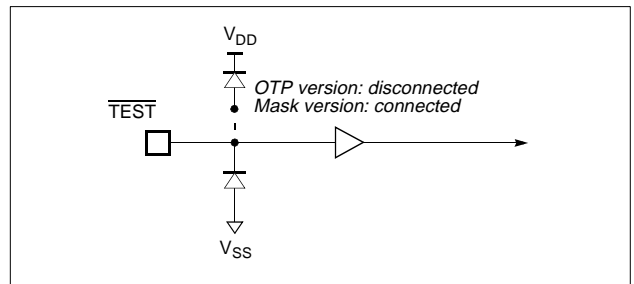 VDD
OTP version: disconnected
Mask version: connected
TEST
VSS